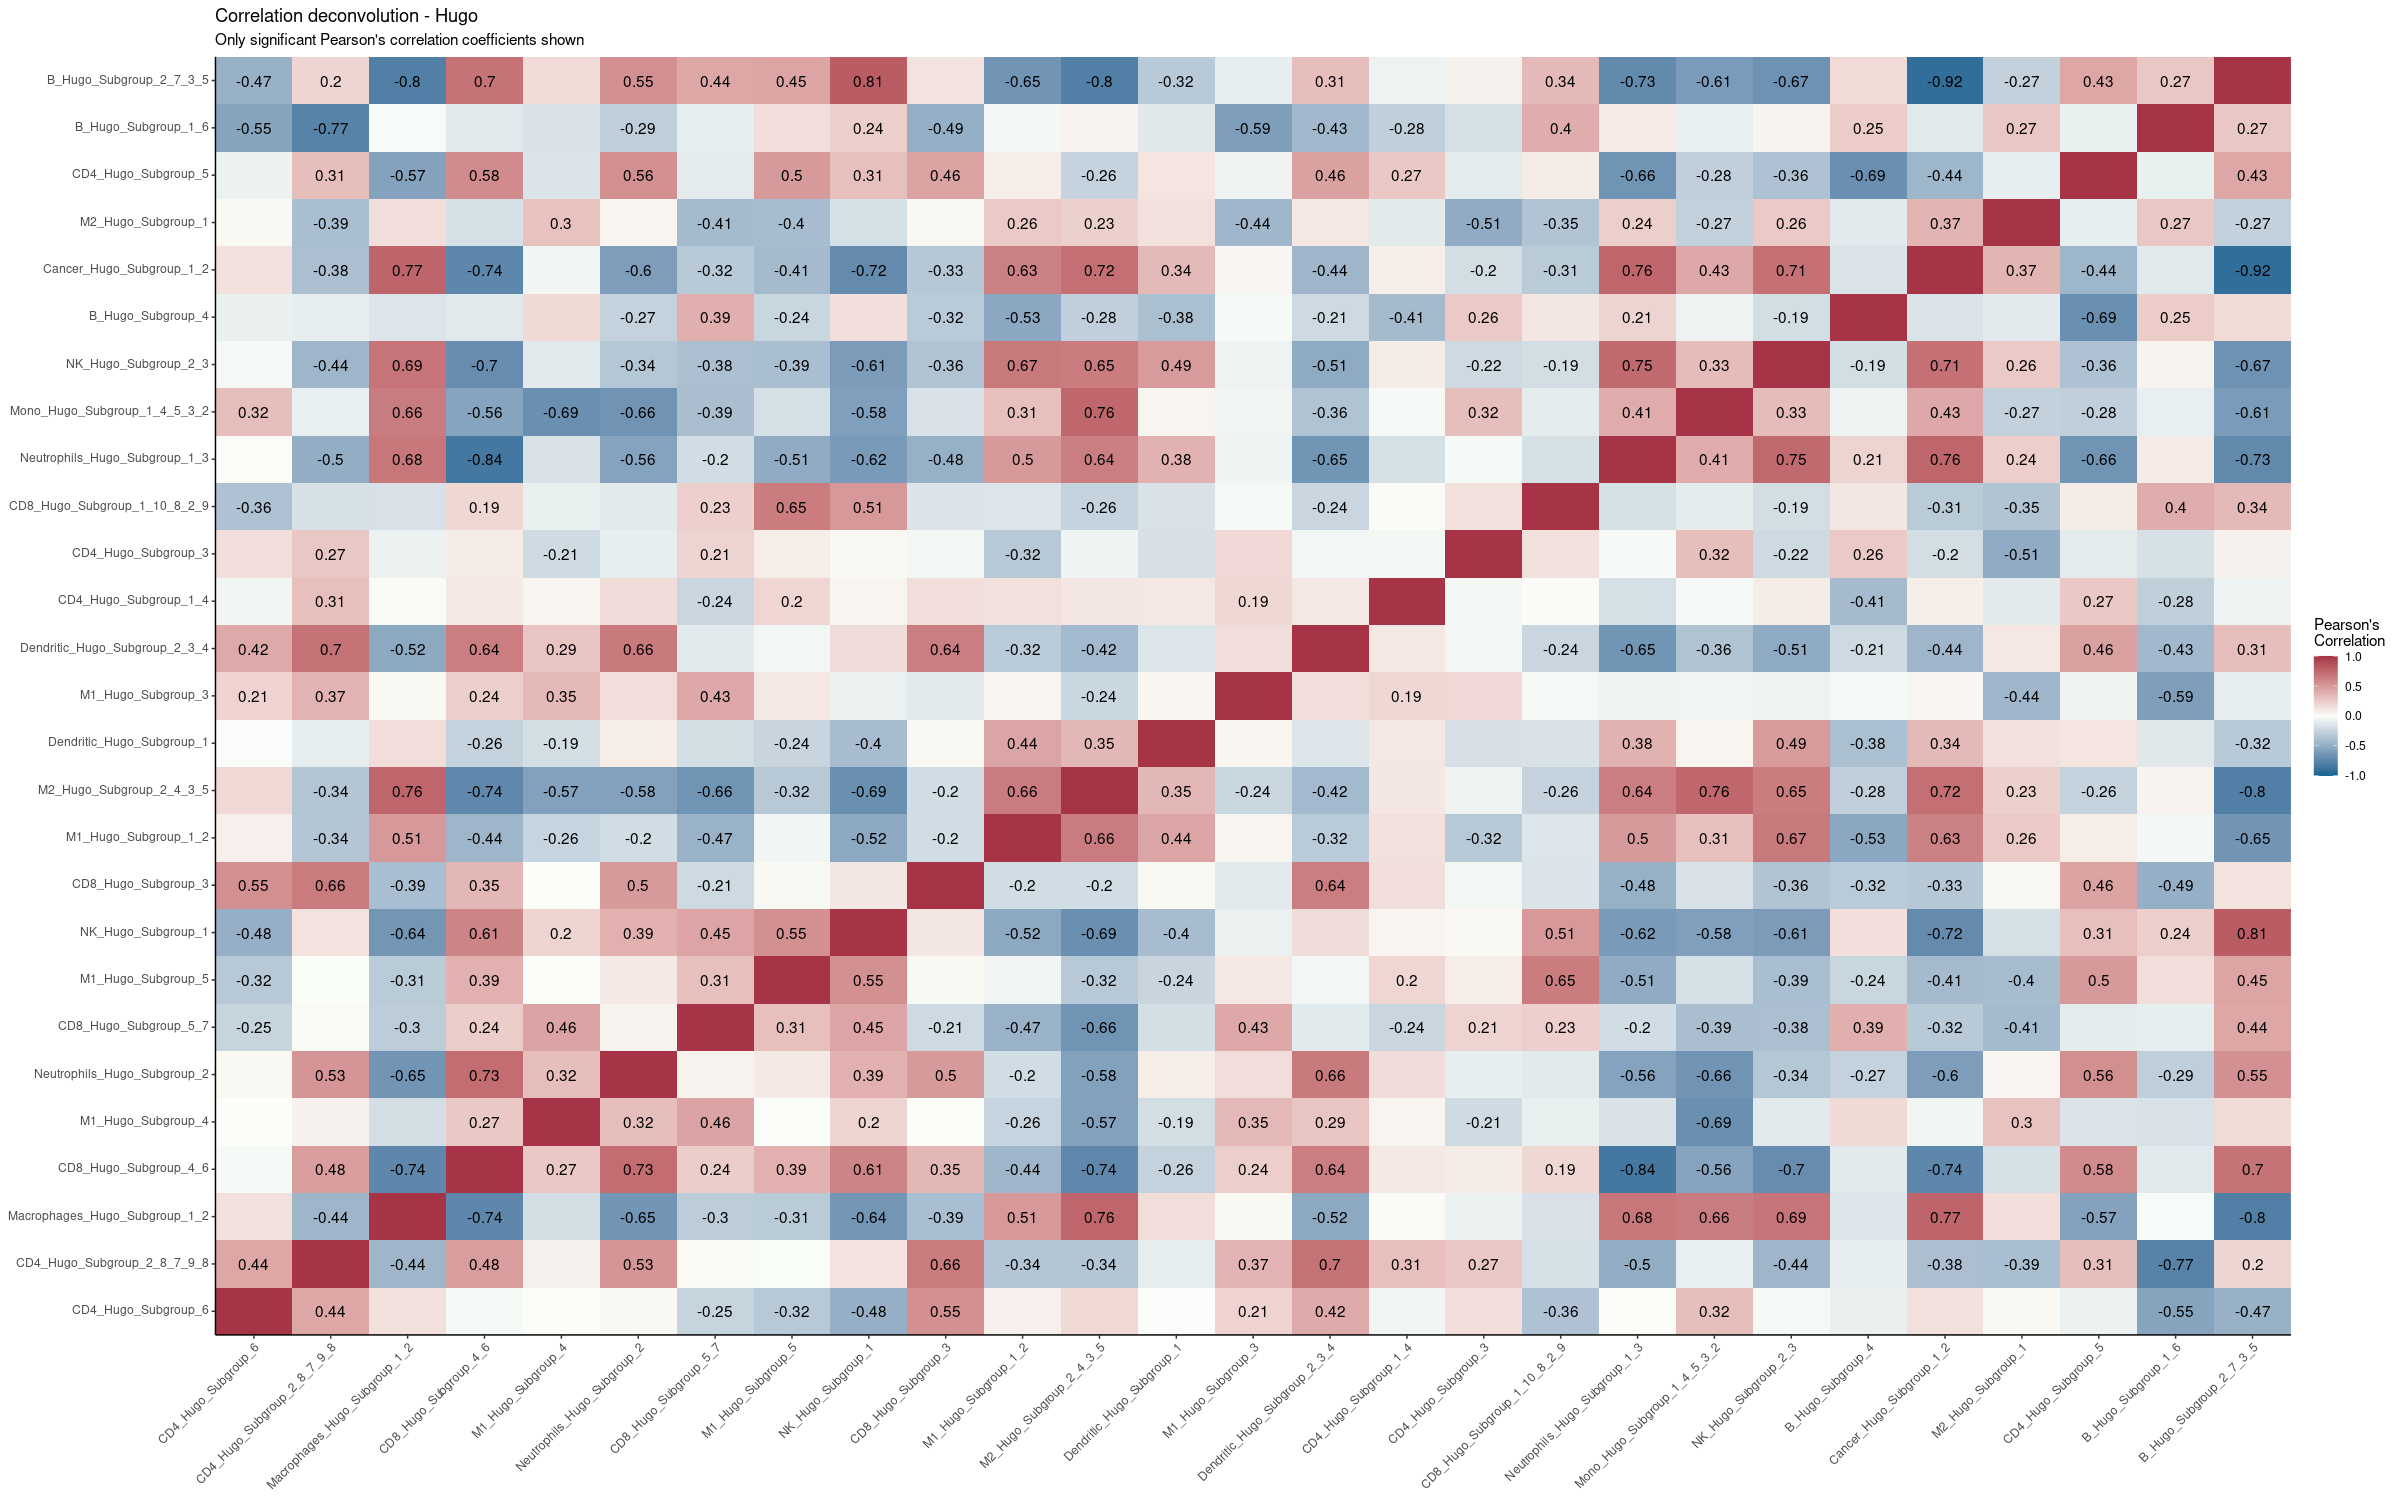 Correlation deconvolution - Hugo
Only significant Pearson's correlation coefficients shown
B_Hugo_Subgroup_2_7_3_5 -0.47 0.2 -0.8 0.7 0.55 0.44 0.45 0.81 -0.65 -0.8 -0.32 0.31 0.34 -0.73 -0.61 -0.67 -0.92 -0.27 0.43 0.27
B_Hugo_Subgroup_1_6 -0.55 -0.77 -0.29 0.24 -0.49 -0.59 -0.43 -0.28 0.4 0.25 0.27 0.27
CD4_Hugo_Subgroup_5 0.31 -0.57 0.58 0.56 0.5 0.31 0.46 -0.26 0.46 0.27 -0.66 -0.28 -0.36 -0.69 -0.44 0.43
M2_Hugo_Subgroup_1 -0.39 0.3 -0.41 -0.4 0.26 0.23 -0.44 -0.51 -0.35 0.24 -0.27 0.26 0.37 0.27 -0.27
Cancer_Hugo_Subgroup_1_2 -0.38 0.77 -0.74 -0.6 -0.32 -0.41 -0.72 -0.33 0.63 0.72 0.34 -0.44 -0.2 -0.31 0.76 0.43 0.71 0.37 -0.44 -0.92
B_Hugo_Subgroup_4 -0.27 0.39 -0.24 -0.32 -0.53 -0.28 -0.38 -0.21 -0.41 0.26 0.21 -0.19 -0.69 0.25
NK_Hugo_Subgroup_2_3 -0.44 0.69 -0.7 -0.34 -0.38 -0.39 -0.61 -0.36 0.67 0.65 0.49 -0.51 -0.22 -0.19 0.75 0.33 -0.19 0.71 0.26 -0.36 -0.67
Mono_Hugo_Subgroup_1_4_5_3_2 0.32 0.66 -0.56 -0.69 -0.66 -0.39 -0.58 0.31 0.76 -0.36 0.32 0.41 0.33 0.43 -0.27 -0.28 -0.61
Neutrophils_Hugo_Subgroup_1_3 -0.5 0.68 -0.84 -0.56 -0.2 -0.51 -0.62 -0.48 0.5 0.64 0.38 -0.65 0.41 0.75 0.21 0.76 0.24 -0.66 -0.73
CD8_Hugo_Subgroup_1_10_8_2_9 -0.36 0.19 0.23 0.65 0.51 -0.26 -0.24 -0.19 -0.31 -0.35 0.4 0.34
CD4_Hugo_Subgroup_3 0.27 -0.21 0.21 -0.32 0.32 -0.22 0.26 -0.2 -0.51
CD4_Hugo_Subgroup_1_4 0.31 -0.24 0.2 0.19 -0.41 0.27 -0.28
Dendritic_Hugo_Subgroup_2_3_4 0.42 0.7 -0.52 0.64 0.29 0.66 0.64 -0.32 -0.42 -0.24 -0.65 -0.36 -0.51 -0.21 -0.44 0.46 -0.43 0.31
M1_Hugo_Subgroup_3 0.21 0.37 0.24 0.35 0.43 -0.24 0.19 -0.44 -0.59
Dendritic_Hugo_Subgroup_1 -0.26 -0.19 -0.24 -0.4 0.44 0.35 0.38 0.49 -0.38 0.34 -0.32
M2_Hugo_Subgroup_2_4_3_5 -0.34 0.76 -0.74 -0.57 -0.58 -0.66 -0.32 -0.69 -0.2 0.66 0.35 -0.24 -0.42 -0.26 0.64 0.76 0.65 -0.28 0.72 0.23 -0.26 -0.8
M1_Hugo_Subgroup_1_2 -0.34 0.51 -0.44 -0.26 -0.2 -0.47 -0.52 -0.2 0.66 0.44 -0.32 -0.32 0.5 0.31 0.67 -0.53 0.63 0.26 -0.65
CD8_Hugo_Subgroup_3 0.55 0.66 -0.39 0.35 0.5 -0.21 -0.2 -0.2 0.64 -0.48 -0.36 -0.32 -0.33 0.46 -0.49
NK_Hugo_Subgroup_1 -0.48 -0.64 0.61 0.2 0.39 0.45 0.55 -0.52 -0.69 -0.4 0.51 -0.62 -0.58 -0.61 -0.72 0.31 0.24 0.81
M1_Hugo_Subgroup_5 -0.32 -0.31 0.39 0.31 0.55 -0.32 -0.24 0.2 0.65 -0.51 -0.39 -0.24 -0.41 -0.4 0.5 0.45
CD8_Hugo_Subgroup_5_7 -0.25 -0.3 0.24 0.46 0.31 0.45 -0.21 -0.47 -0.66 0.43 -0.24 0.21 0.23 -0.2 -0.39 -0.38 0.39 -0.32 -0.41 0.44
Neutrophils_Hugo_Subgroup_2 0.53 -0.65 0.73 0.32 0.39 0.5 -0.2 -0.58 0.66 -0.56 -0.66 -0.34 -0.27 -0.6 0.56 -0.29 0.55
M1_Hugo_Subgroup_4 0.27 0.32 0.46 0.2 -0.26 -0.57 -0.19 0.35 0.29 -0.21 -0.69 0.3
CD8_Hugo_Subgroup_4_6 0.48 -0.74 0.27 0.73 0.24 0.39 0.61 0.35 -0.44 -0.74 -0.26 0.24 0.64 0.19 -0.84 -0.56 -0.7 -0.74 0.58 0.7
Macrophages_Hugo_Subgroup_1_2 -0.44 -0.74 -0.65 -0.3 -0.31 -0.64 -0.39 0.51 0.76 -0.52 0.68 0.66 0.69 0.77 -0.57 -0.8
CD4_Hugo_Subgroup_2_8_7_9_8 0.44 -0.44 0.48 0.53 0.66 -0.34 -0.34 0.37 0.7 0.31 0.27 -0.5 -0.44 -0.38 -0.39 0.31 -0.77 0.2
CD4_Hugo_Subgroup_6 0.44 -0.25 -0.32 -0.48 0.55 0.21 0.42 -0.36 0.32 -0.55 -0.47
CD4_Hugo_Subgroup_6
CD4_Hugo_Subgroup_2_8_7_9_8
Macrophages_Hugo_Subgroup_1_2
CD8_Hugo_Subgroup_4_6
M1_Hugo_Subgroup_4
Neutrophils_Hugo_Subgroup_2
CD8_Hugo_Subgroup_5_7
M1_Hugo_Subgroup_5
NK_Hugo_Subgroup_1
CD8_Hugo_Subgroup_3
M1_Hugo_Subgroup_1_2
M2_Hugo_Subgroup_2_4_3_5
Dendritic_Hugo_Subgroup_1
M1_Hugo_Subgroup_3
Dendritic_Hugo_Subgroup_2_3_4
CD4_Hugo_Subgroup_1_4
CD4_Hugo_Subgroup_3
CD8_Hugo_Subgroup_1_10_8_2_9
Neutrophils_Hugo_Subgroup_1_3
Mono_Hugo_Subgroup_1_4_5_3_2
NK_Hugo_Subgroup_2_3
B_Hugo_Subgroup_4
Cancer_Hugo_Subgroup_1_2
M2_Hugo_Subgroup_1
CD4_Hugo_Subgroup_5
B_Hugo_Subgroup_1_6
B_Hugo_Subgroup_2_7_3_5
Pearson's
Correlation
1.0
0.5
0.0
-0.5
-1.0